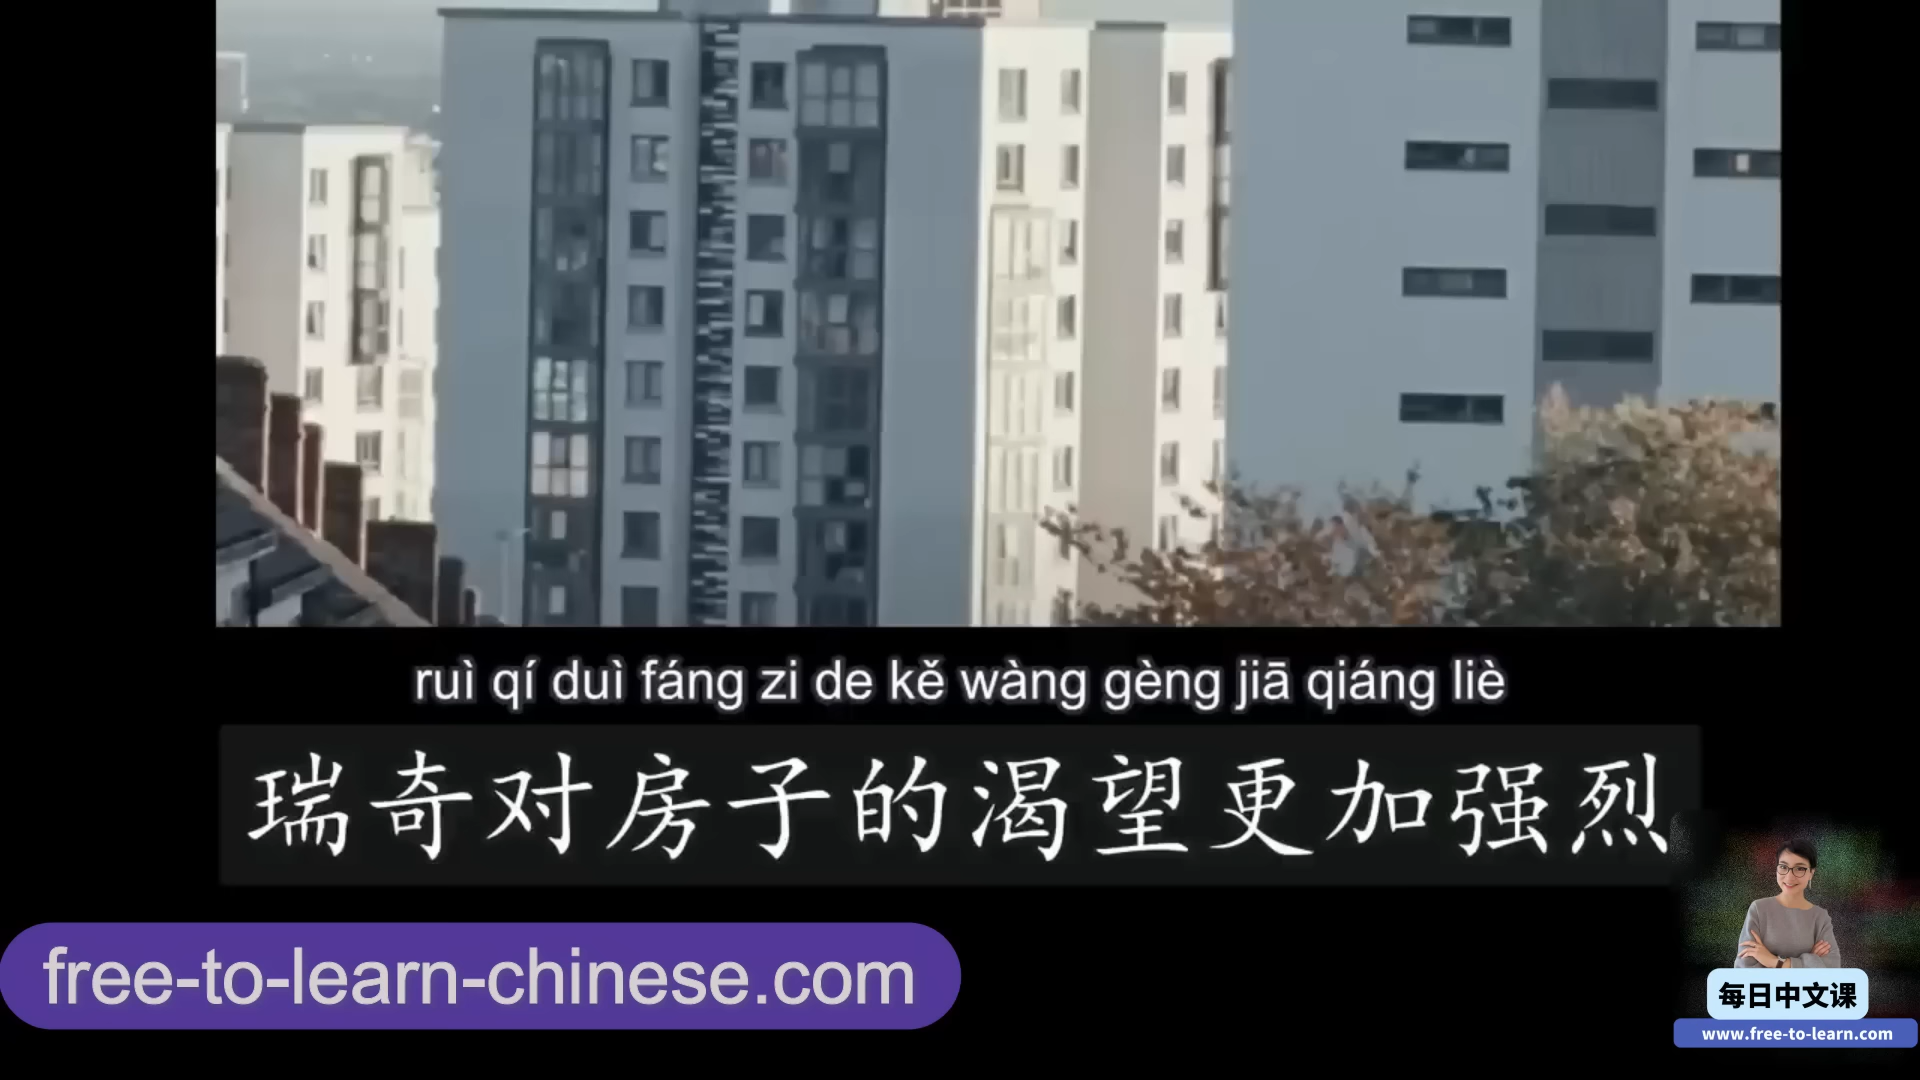 ruì qí duì fáng zi de kě wàng gèng jiā qiáng liè
瑞奇对房子的渴望更加强烈
free-to-learn-chinese.com
每日中文课
www.free-to-learn.com